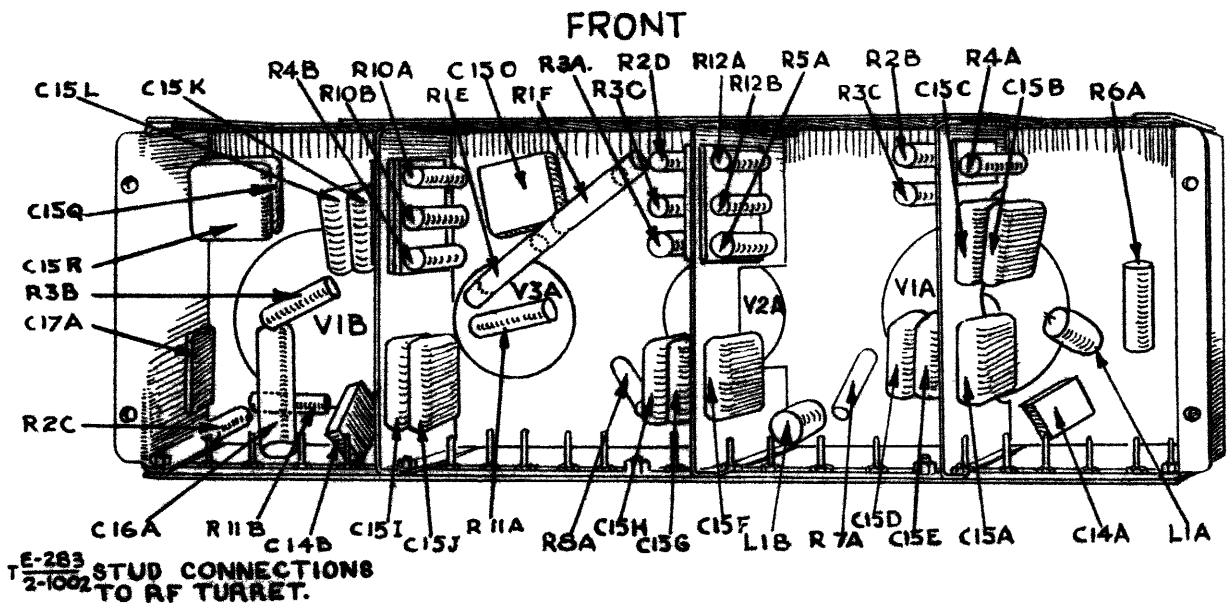 FRONT
R4B R10A C15O R3A. R2D R12A R5A R2B R4A
C15L C15K R10B R1E R1F R3O R12B R3C C15C C15B R6A
C15Q
C15R
R3B
C17A
V1B V3A V2A V1A
R2C
C16A R11B C14B C15I C15J R11A R8A C15H C15G C15F L1B R7A C15D C15E C15A C14A L1A
T E-283
2-1002
STUD CONNECTIONS
TO RF TURRET.